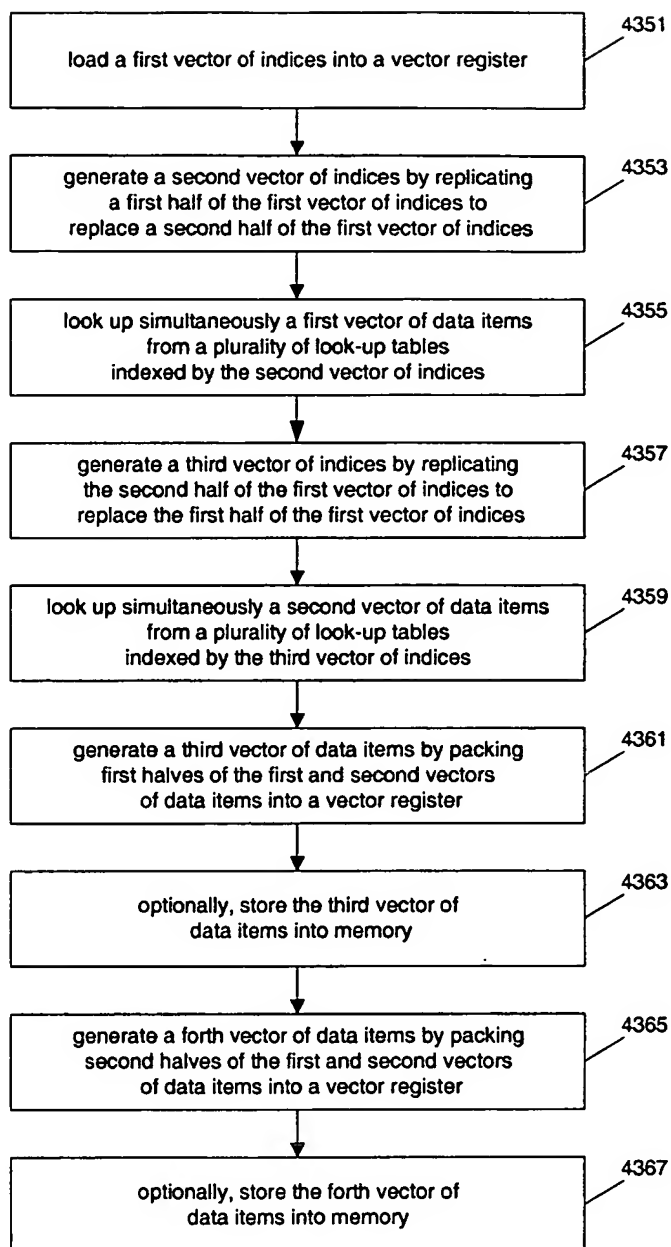 4351
load a first vector of indices into a vector register
4353
generate a second vector of indices by replicating
a first half of the first vector of indices to
replace a second half of the first vector of indices
4355
look up simultaneously a first vector of data items
from a plurality of look-up tables
indexed by the second vector of indices
4357
generate a third vector of indices by replicating
the second half of the first vector of indices to
replace the first half of the first vector of indices
4359
look up simultaneously a second vector of data items
from a plurality of look-up tables
indexed by the third vector of indices
4361
generate a third vector of data items by packing
first halves of the first and second vectors
of data items into a vector register
4363
optionally, store the third vector of
data items into memory
4365
generate a forth vector of data items by packing
second halves of the first and second vectors
of data items into a vector register
4367
optionally, store the forth vector of
data items into memory